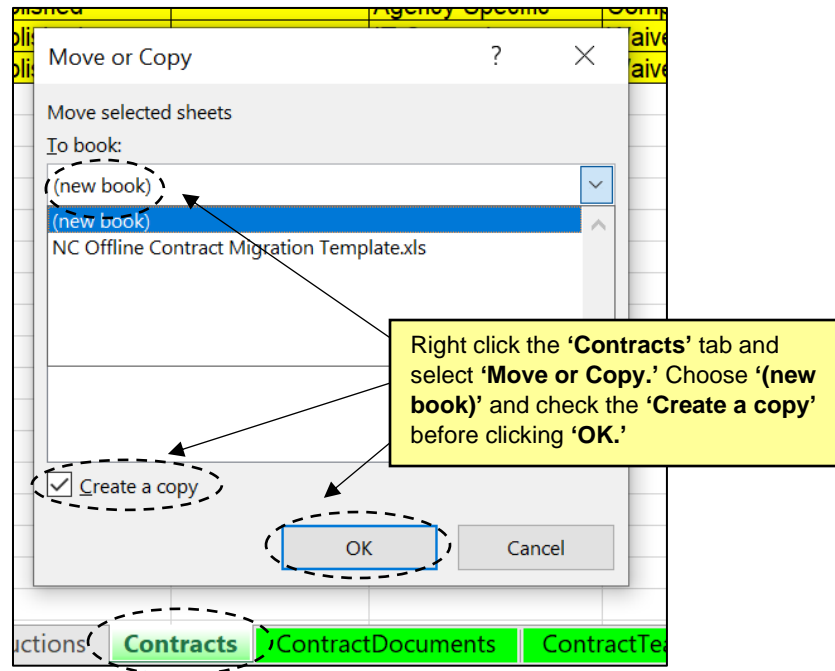 Agency Specific
Move or Copy
?
Move selected sheets
To book:
(new book)
(new book)
NC Offline Contract Migration Template.xls
Right click the ‘Contracts’ tab and
select ‘Move or Copy.’ Choose ‘(new
book)’ and check the ‘Create a copy’
before clicking ‘OK.’
Create a copy
OK
Cancel
uctions
Contracts
ContractDocuments
ContractTea